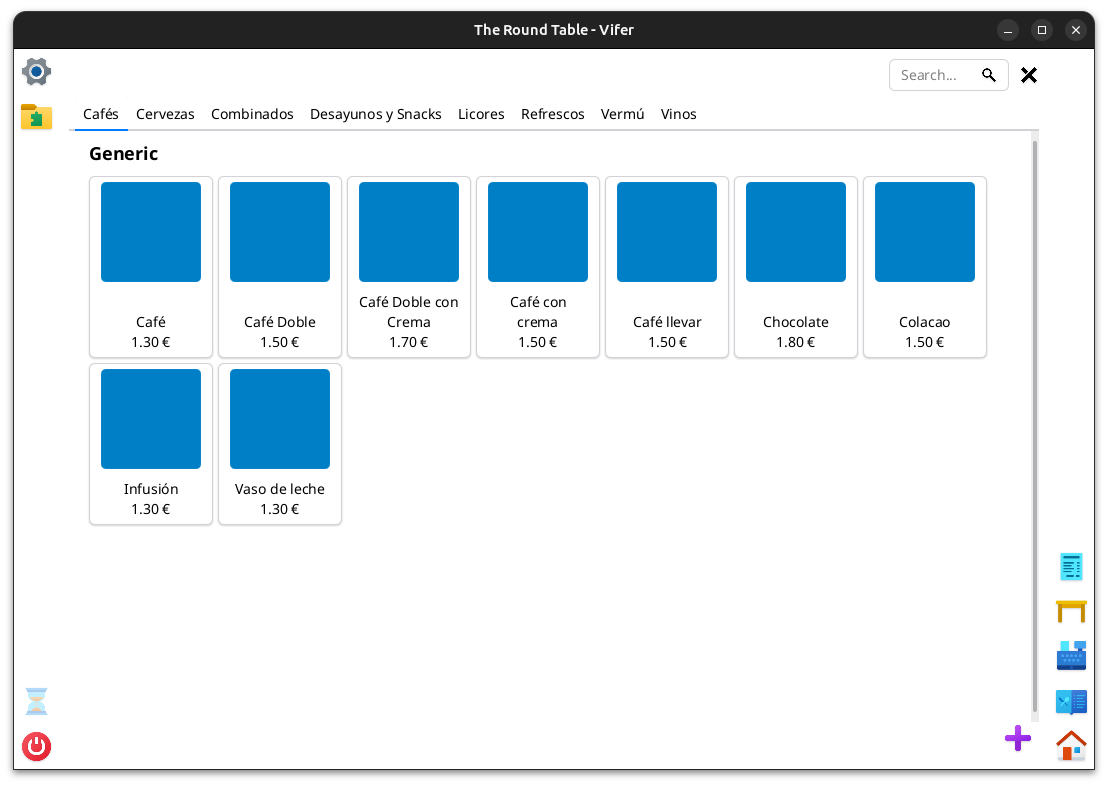 The Round Table - Vifer
Search...
Cafés Cervezas Combinados Desayunos y Snacks Licores Refrescos Vermú Vinos
Generic
Café
1.30 €
Café Doble
1.50 €
Café Doble con
Crema
1.70 €
Café con
crema
1.50 €
Café llevar
1.50 €
Chocolate
1.80 €
Colacao
1.50 €
Infusión
1.30 €
Vaso de leche
1.30 €